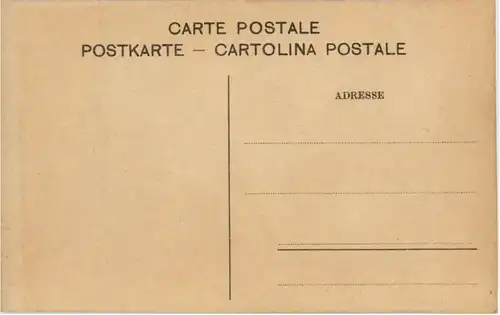 CARTE POSTALE
POSTKARTE – CARTOLINA POSTALE
ADRESSE